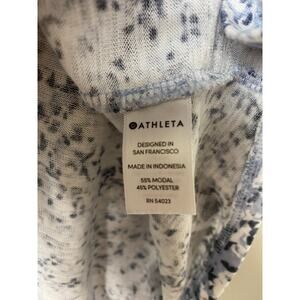 ATHLETA
DESIGNED IN
SAN FRANCISCO
MADE IN INDONESIA
55% MODAL
45% POLYESTER
RN 54023